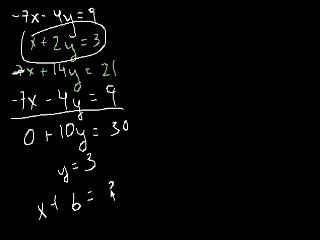 -7x - 4y = 9
x + 2y = 3
7x + 14y = 21
-7x - 4y = 9
0 + 10y = 30
y = 3
x + 6 = 3